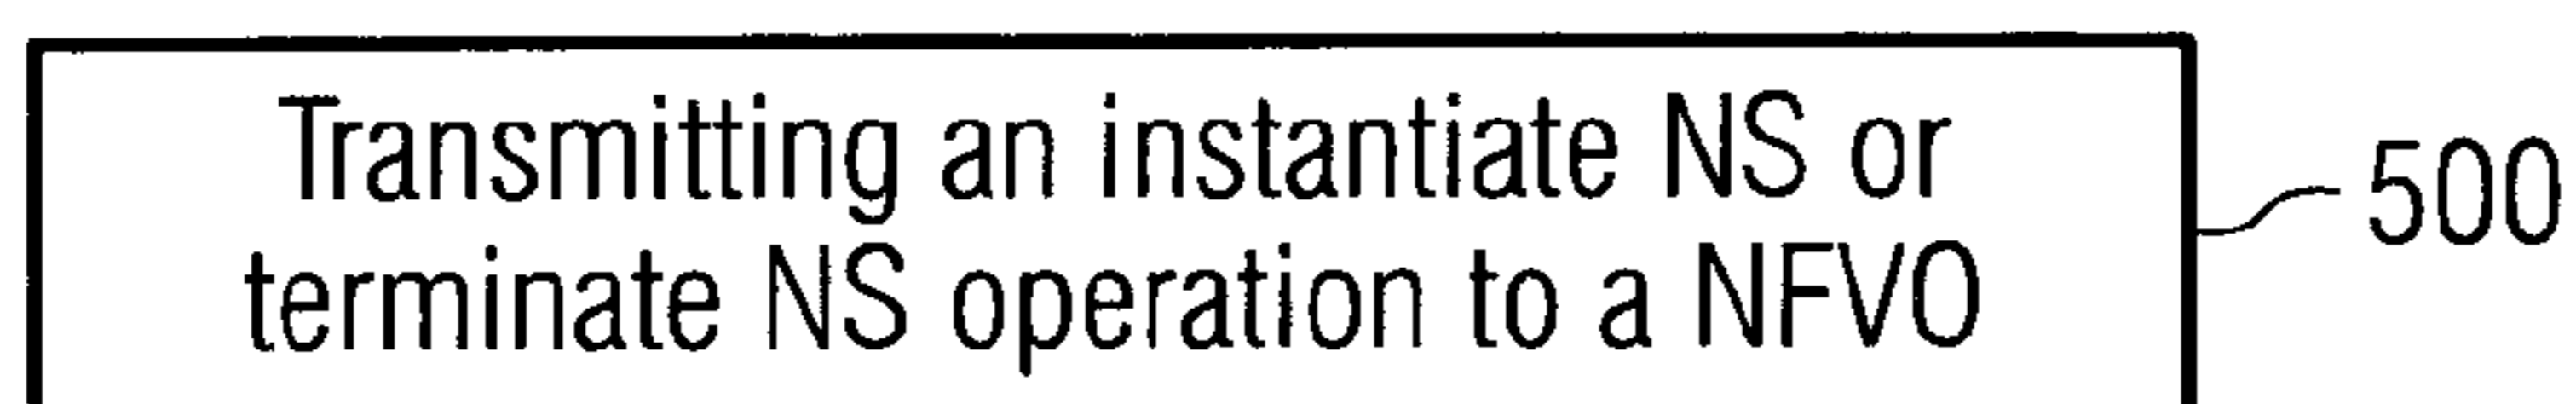 Transmitting an instantiate NS or
terminate NS operation to a NFVO
500